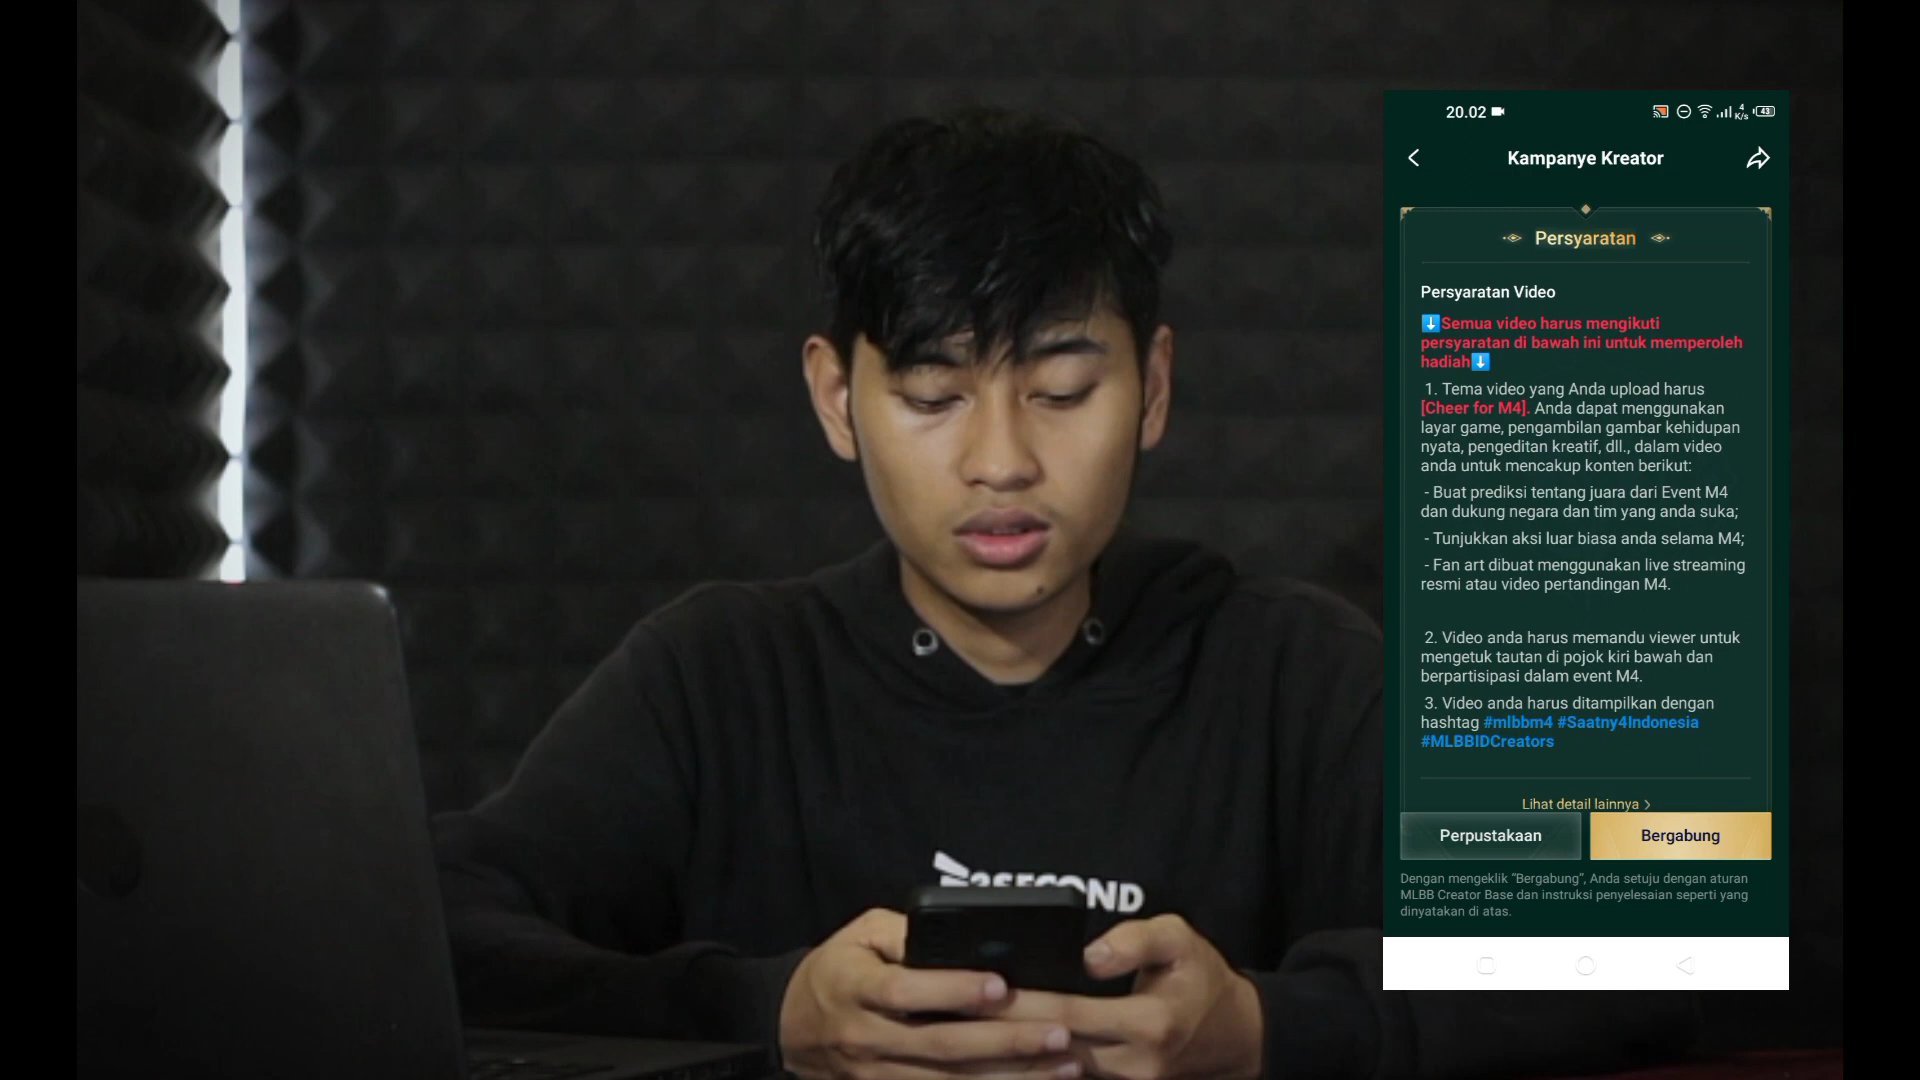 20.02
4
K/s
43
Kampanye Kreator
Persyaratan
Persyaratan Video
⬇️Semua video harus mengikuti
persyaratan di bawah ini untuk memperoleh
hadiah⬇️
1. Tema video yang Anda upload harus
[Cheer for M4]. Anda dapat menggunakan
layar game, pengambilan gambar kehidupan
nyata, pengeditan kreatif, dll., dalam video
anda untuk mencakup konten berikut:
- Buat prediksi tentang juara dari Event M4
dan dukung negara dan tim yang anda suka;
- Tunjukkan aksi luar biasa anda selama M4;
- Fan art dibuat menggunakan live streaming
resmi atau video pertandingan M4.
2. Video anda harus memandu viewer untuk
mengetuk tautan di pojok kiri bawah dan
berpartisipasi dalam event M4.
3. Video anda harus ditampilkan dengan
hashtag #mlbbm4 #Saatny4Indonesia
#MLBBIDCreators
Lihat detail lainnya >
Perpustakaan
Bergabung
Dengan mengeklik "Bergabung", Anda setuju dengan aturan
MLBB Creator Base dan instruksi penyelesaian seperti yang
dinyatakan di atas.